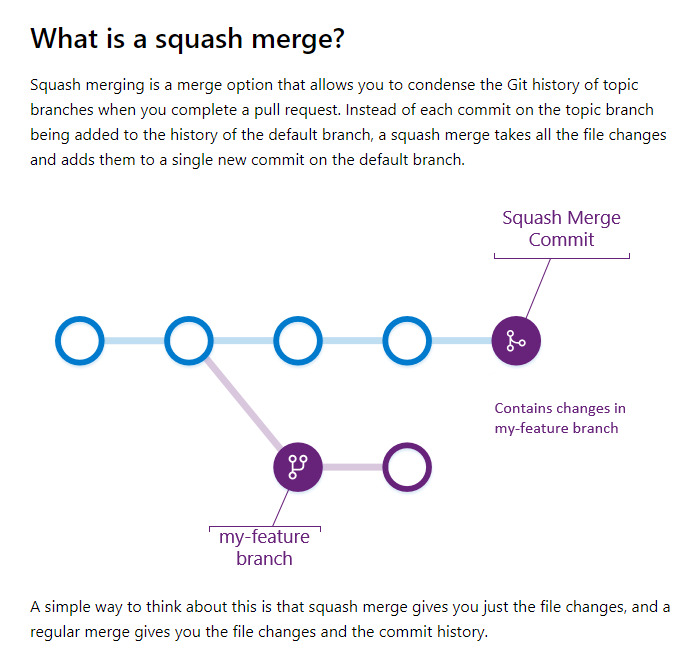 What is a squash merge?
Squash merging is a merge option that allows you to condense the Git history of topic
branches when you complete a pull request. Instead of each commit on the topic branch
being added to the history of the default branch, a squash merge takes all the file changes
and adds them to a single new commit on the default branch.
Squash Merge
Commit
Contains changes in
my-feature branch
my-feature
branch
A simple way to think about this is that squash merge gives you just the file changes, and a
regular merge gives you the file changes and the commit history.